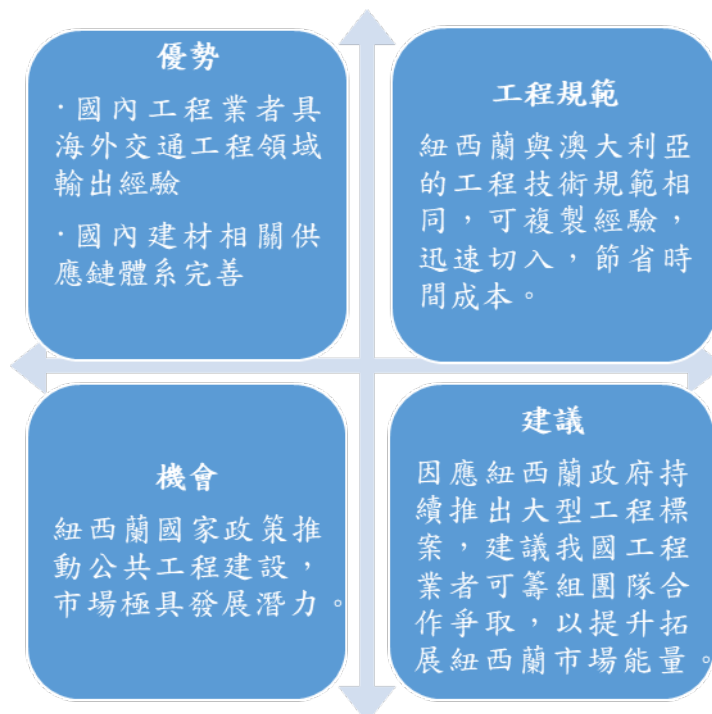 優勢
·國內工程業者具
海外交通工程領域
輸出經驗
·國內建材相關供
應鏈體系完善
工程規範
紐西蘭與澳大利亞
的工程技術規範相
同，可複製經驗，
迅速切入，節省時
間成本。
機會
紐西蘭國家政策推
動公共工程建設，
市場極具發展潛力。
建議
因應紐西蘭政府持
續推出大型工程標
案，建議我國工程
業者可籌組團隊合
作爭取，以提升拓
展紐西蘭市場能量。